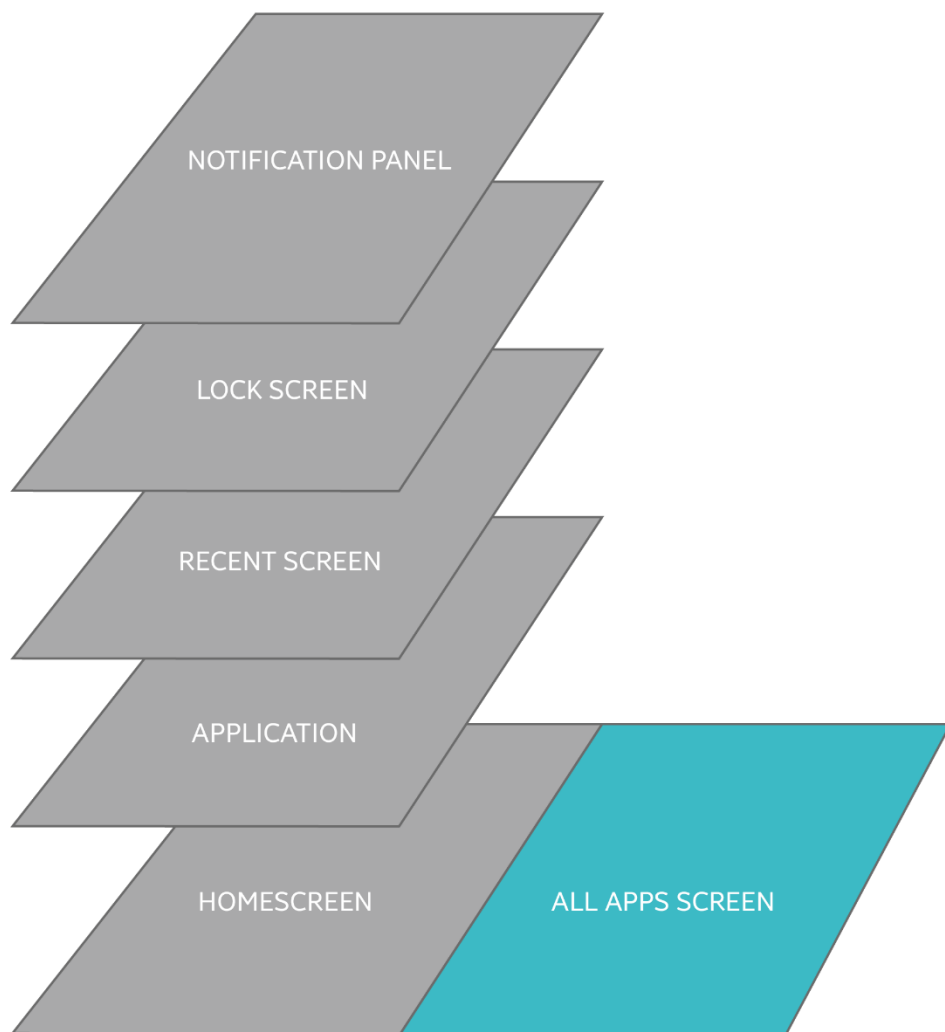 NOTIFICATION PANEL
LOCK SCREEN
RECENT SCREEN
APPLICATION
HOMESCREEN
ALL APPS SCREEN